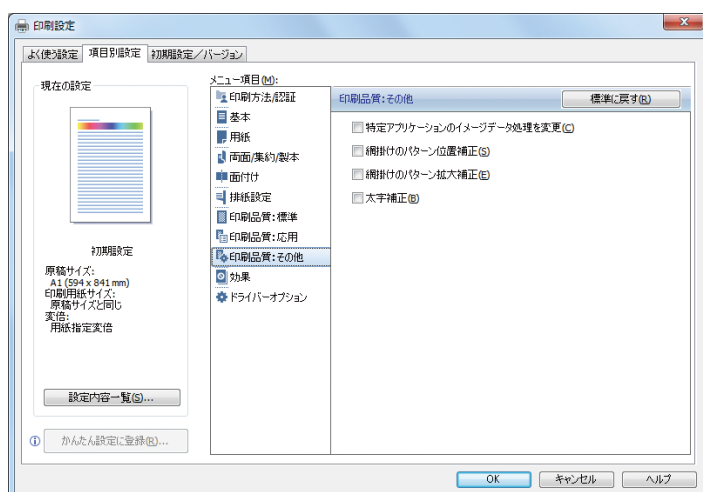 印刷設定
よく使う設定
項目別設定
初期設定／バージョン
現在の設定
初期設定
原稿サイズ:
A1 (594 x 841 mm)
印刷用紙サイズ:
原稿サイズと同じ
変倍:
用紙指定変倍
設定内容一覧(S)...
かんたん設定に登録(R)...
メニュー項目(M):
印刷方法/認証
基本
用紙
両面/集約/製本
面付け
排紙設定
印刷品質:標準
印刷品質:応用
印刷品質:その他
効果
ドライバーオプション
印刷品質:その他
標準に戻す(R)
特定アプリケーションのイメージデータ処理を変更(C)
網掛けのパターン位置補正(S)
網掛けのパターン拡大補正(E)
太字補正(B)
OK
キャンセル
ヘルプ